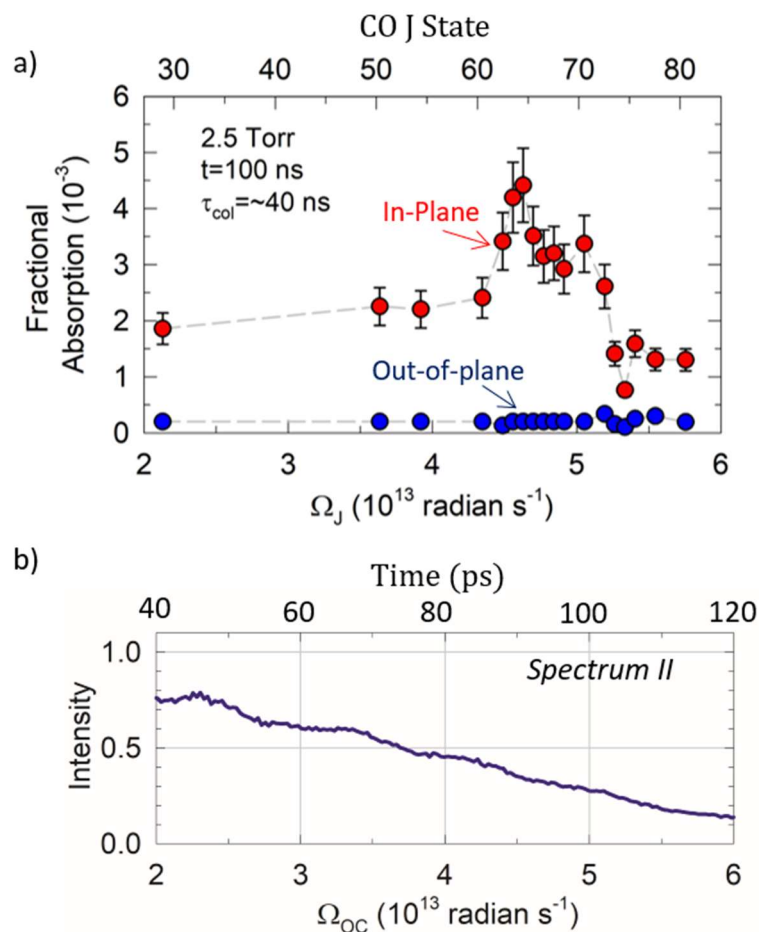 CO J State
a)
30 40 50 60 70 80
6
5
4
3
2
1
0
Fractional
Absorption (10⁻³)
2.5 Torr
t=100 ns
τcol=~40 ns
In-Plane
Out-of-plane
2 3 4 5 6
ΩJ (10¹³ radian s⁻¹)
b)
Time (ps)
40 60 80 100 120
1.0
0.5
0.0
Intensity
Spectrum II
2 3 4 5 6
ΩOC (10¹³ radian s⁻¹)